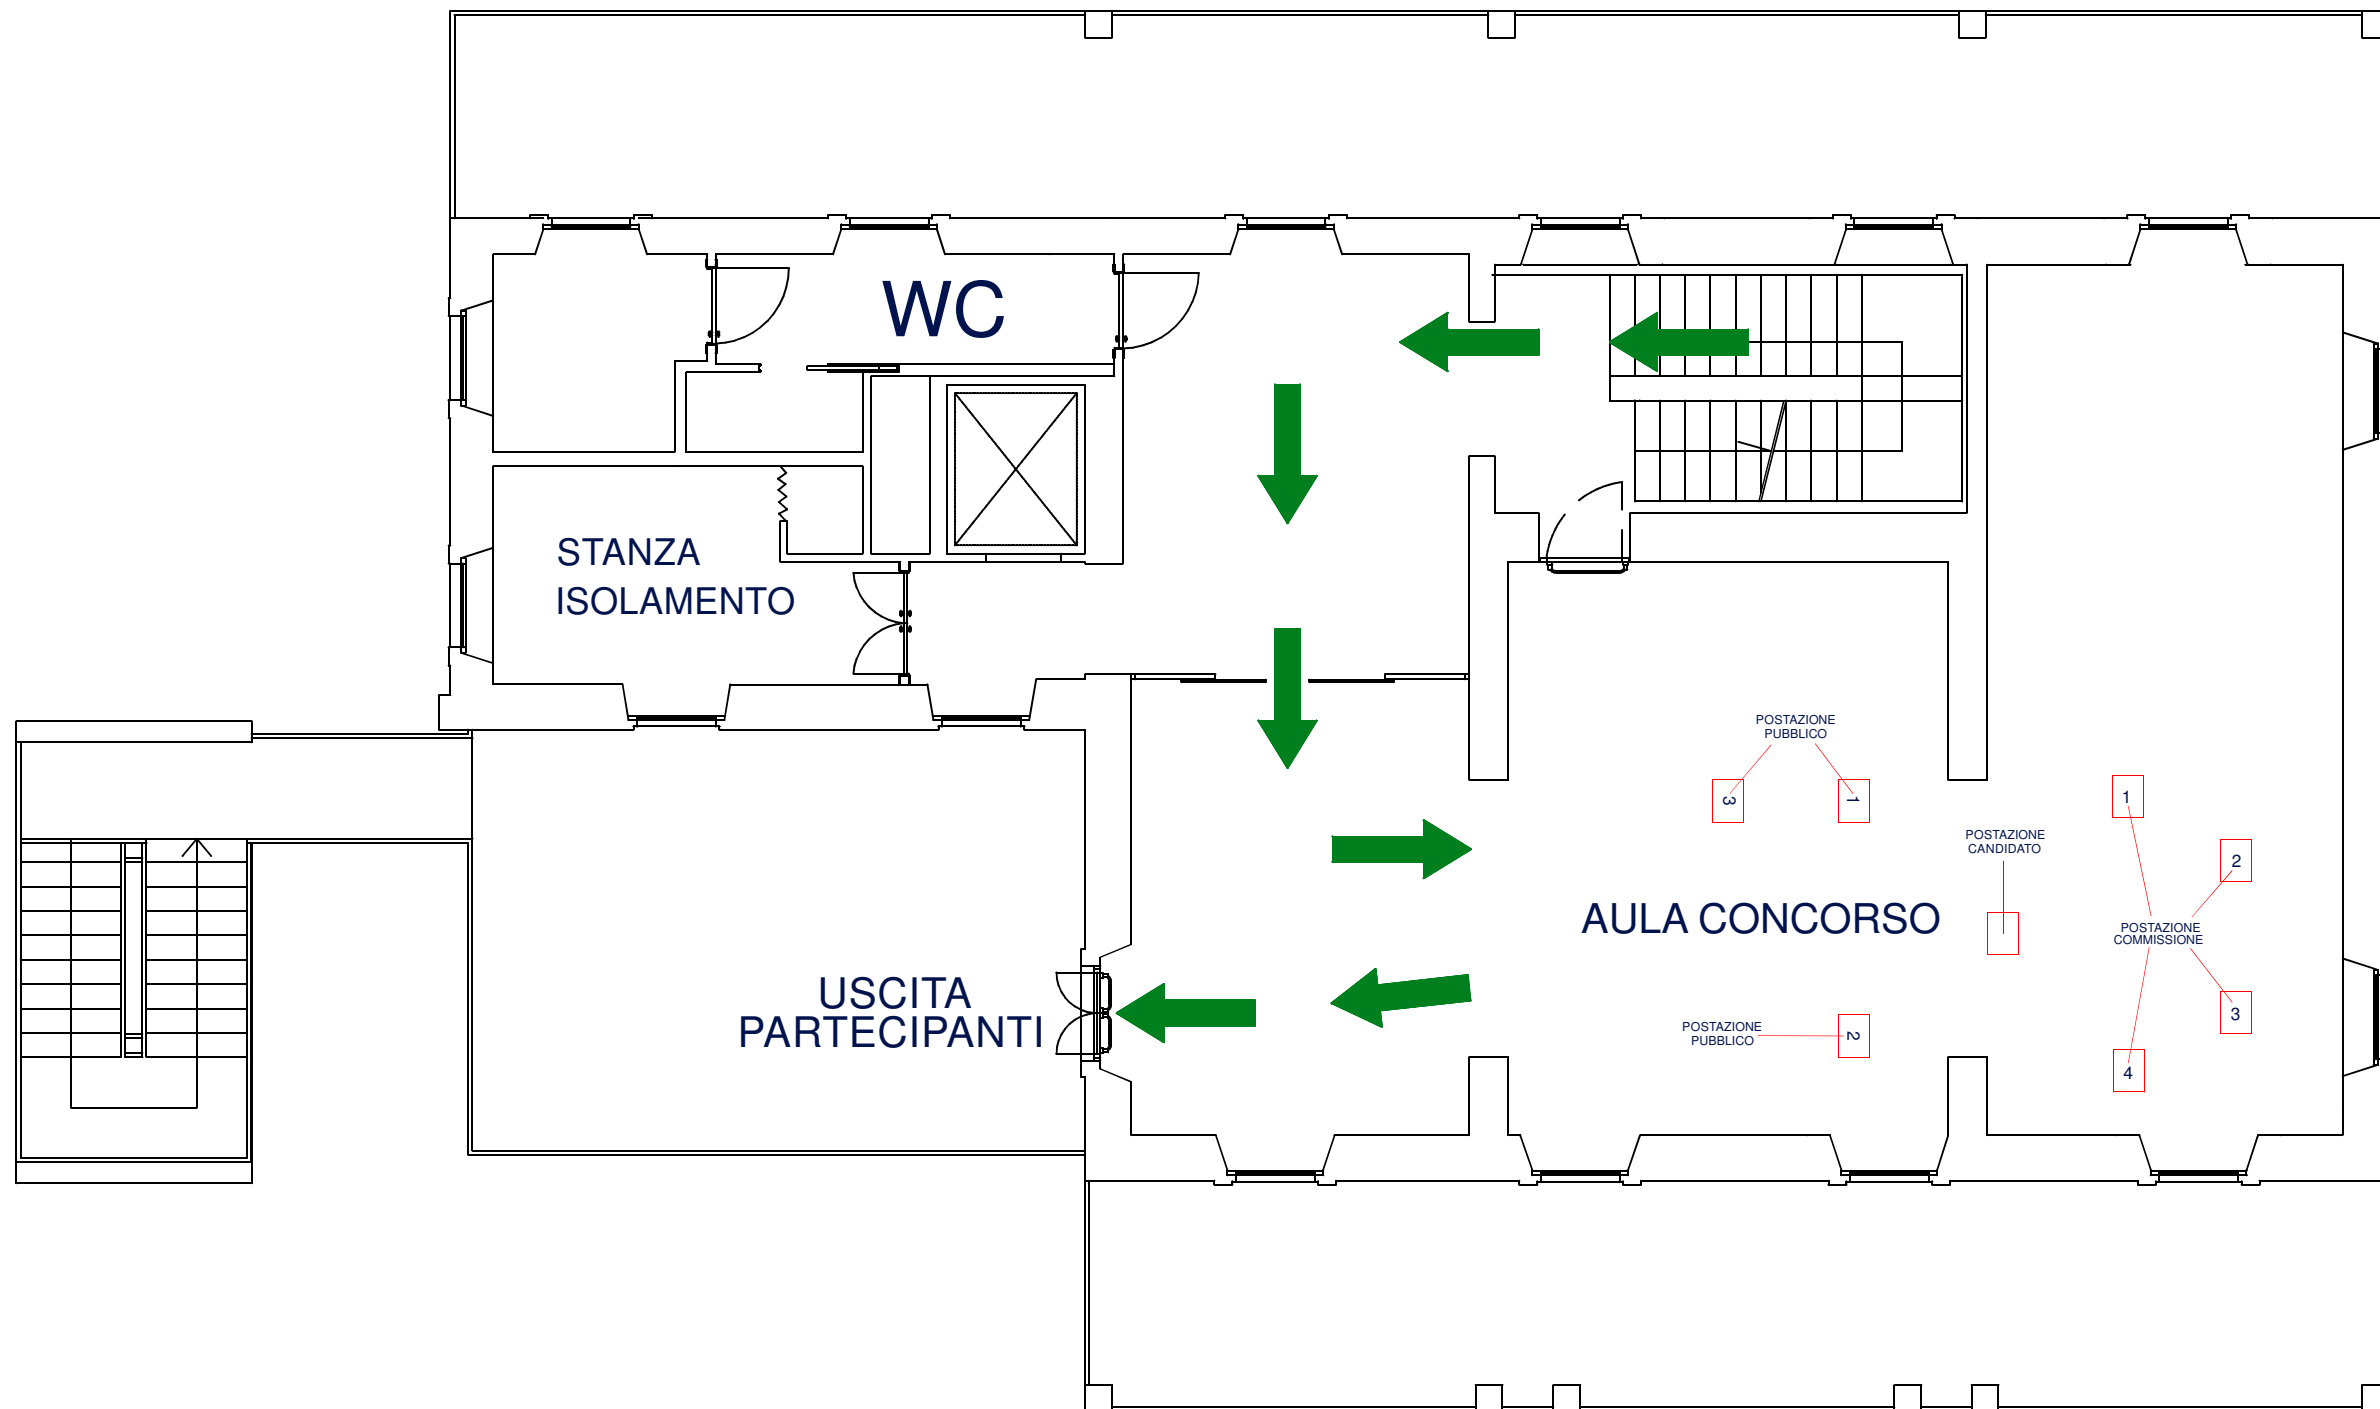 WC
STANZA
ISOLAMENTO
POSTAZIONE
PUBBLICO
3
1
1
POSTAZIONE
CANDIDATO
2
AULA CONCORSO
POSTAZIONE
COMMISSIONE
USCITA
PARTECIPANTI
3
POSTAZIONE
PUBBLICO
2
4